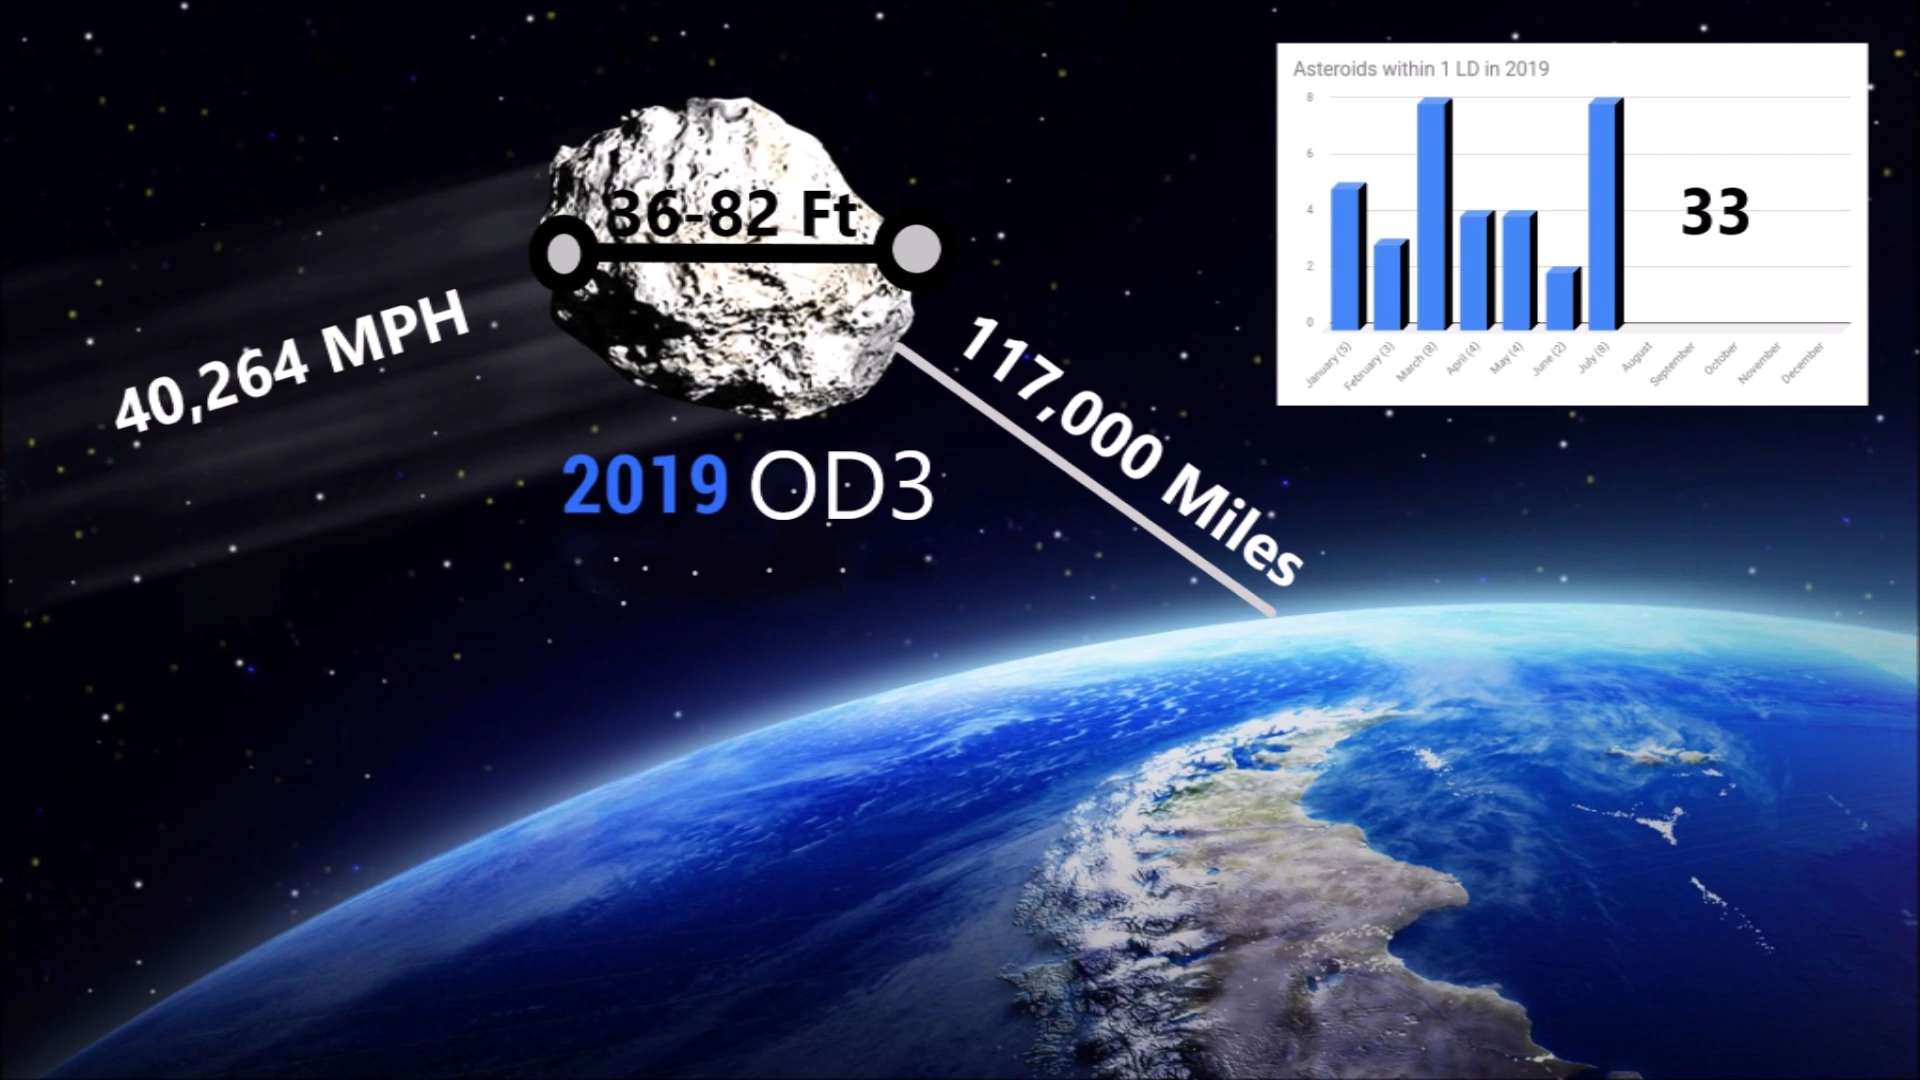 Asteroids within 1 LD in 2019
8
6
4
2
0
33
January (5)
February (3)
March (8)
April (4)
May (4)
June (2)
July (8)
August
September
October
November
December
36-82 Ft
40,264 MPH
117,000 Miles
2019 OD3